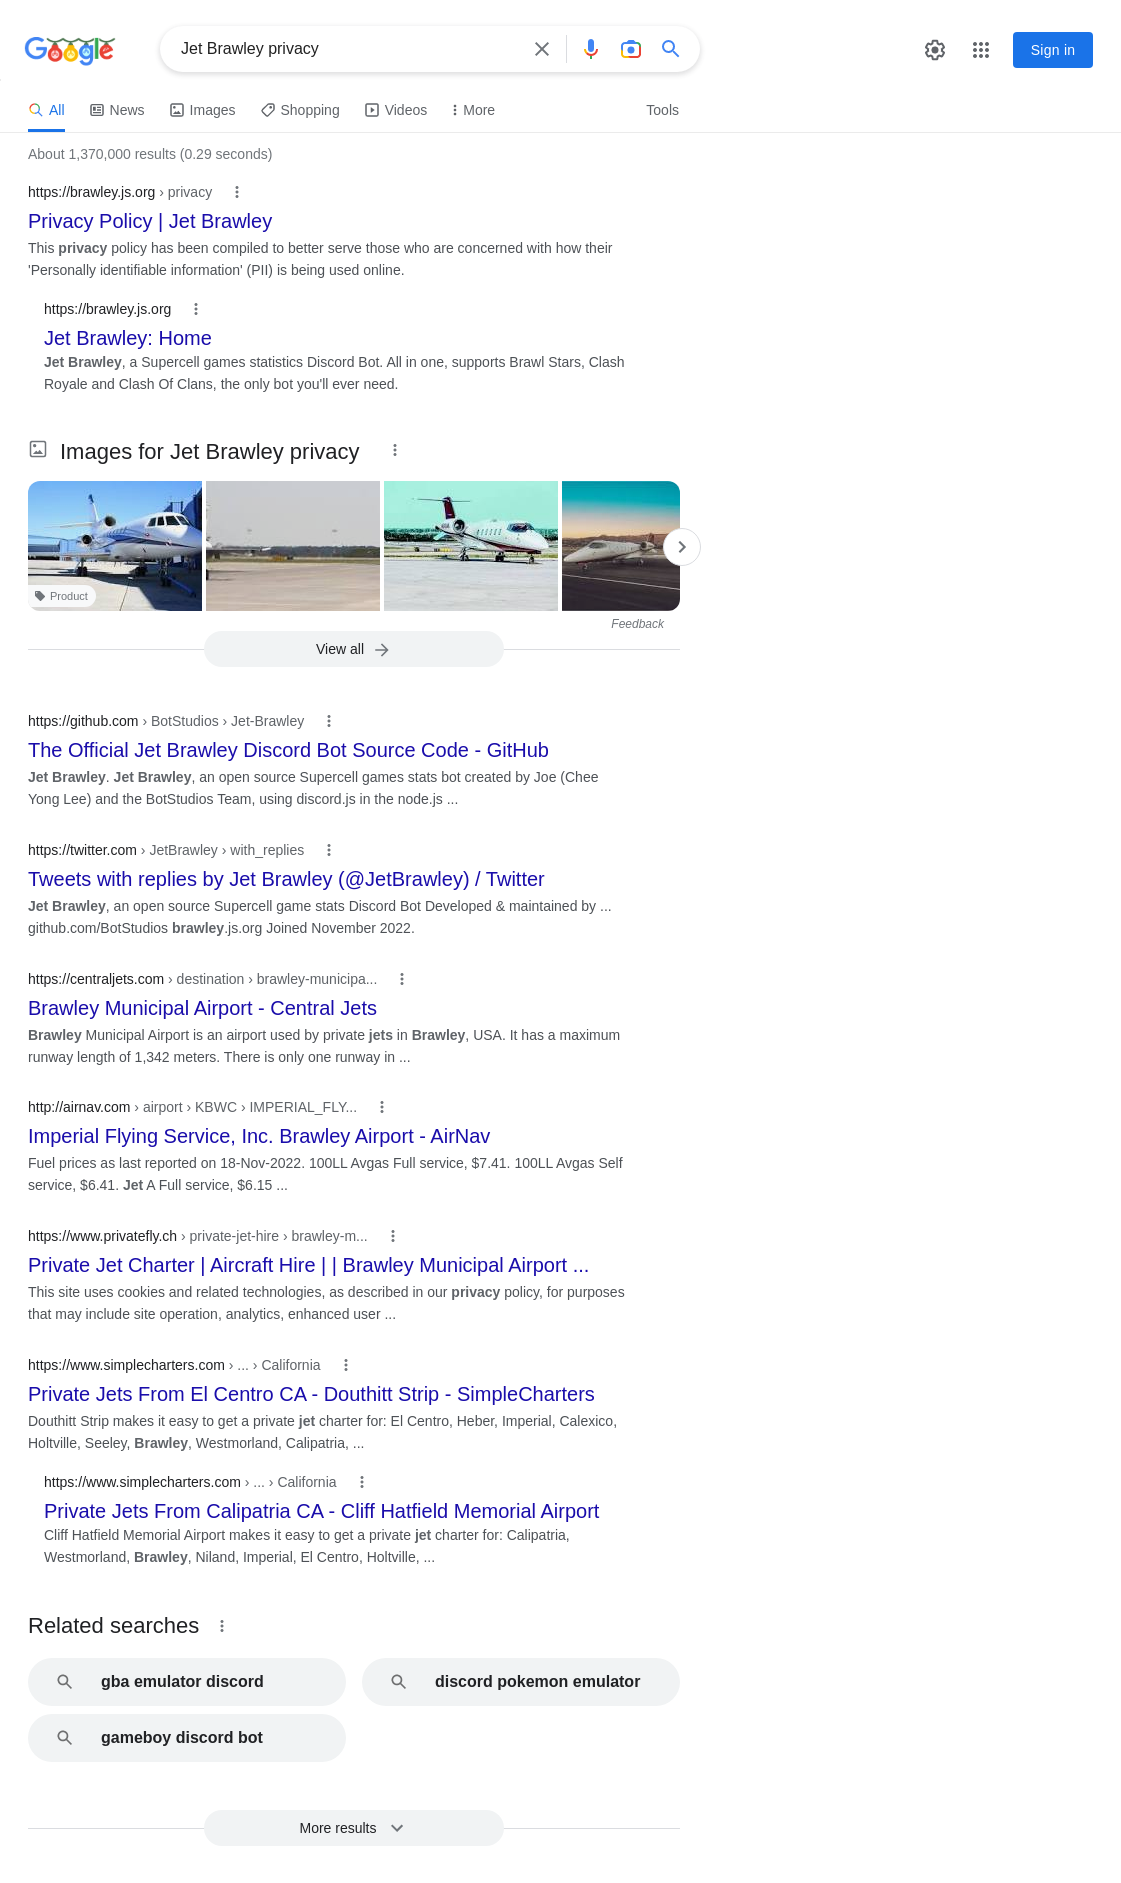 Google
Jet Brawley privacy
Sign in
All
News
Images
Shopping
Videos
More
Tools
About 1,370,000 results (0.29 seconds)
https://brawley.js.org › privacy
Privacy Policy | Jet Brawley
This privacy policy has been compiled to better serve those who are concerned with how their
'Personally identifiable information' (PII) is being used online.
https://brawley.js.org
Jet Brawley: Home
Jet Brawley, a Supercell games statistics Discord Bot. All in one, supports Brawl Stars, Clash
Royale and Clash Of Clans, the only bot you'll ever need.
Images for Jet Brawley privacy
Product
Feedback
View all
https://github.com › BotStudios › Jet-Brawley
The Official Jet Brawley Discord Bot Source Code - GitHub
Jet Brawley. Jet Brawley, an open source Supercell games stats bot created by Joe (Chee
Yong Lee) and the BotStudios Team, using discord.js in the node.js ...
https://twitter.com › JetBrawley › with_replies
Tweets with replies by Jet Brawley (@JetBrawley) / Twitter
Jet Brawley, an open source Supercell game stats Discord Bot Developed & maintained by ...
github.com/BotStudios brawley.js.org Joined November 2022.
https://centraljets.com › destination › brawley-municipa...
Brawley Municipal Airport - Central Jets
Brawley Municipal Airport is an airport used by private jets in Brawley, USA. It has a maximum
runway length of 1,342 meters. There is only one runway in ...
http://airnav.com › airport › KBWC › IMPERIAL_FLY...
Imperial Flying Service, Inc. Brawley Airport - AirNav
Fuel prices as last reported on 18-Nov-2022. 100LL Avgas Full service, $7.41. 100LL Avgas Self
service, $6.41. Jet A Full service, $6.15 ...
https://www.privatefly.ch › private-jet-hire › brawley-m...
Private Jet Charter | Aircraft Hire | | Brawley Municipal Airport ...
This site uses cookies and related technologies, as described in our privacy policy, for purposes
that may include site operation, analytics, enhanced user ...
https://www.simplecharters.com › ... › California
Private Jets From El Centro CA - Douthitt Strip - SimpleCharters
Douthitt Strip makes it easy to get a private jet charter for: El Centro, Heber, Imperial, Calexico,
Holtville, Seeley, Brawley, Westmorland, Calipatria, ...
https://www.simplecharters.com › ... › California
Private Jets From Calipatria CA - Cliff Hatfield Memorial Airport
Cliff Hatfield Memorial Airport makes it easy to get a private jet charter for: Calipatria,
Westmorland, Brawley, Niland, Imperial, El Centro, Holtville, ...
Related searches
gba emulator discord
discord pokemon emulator
gameboy discord bot
More results